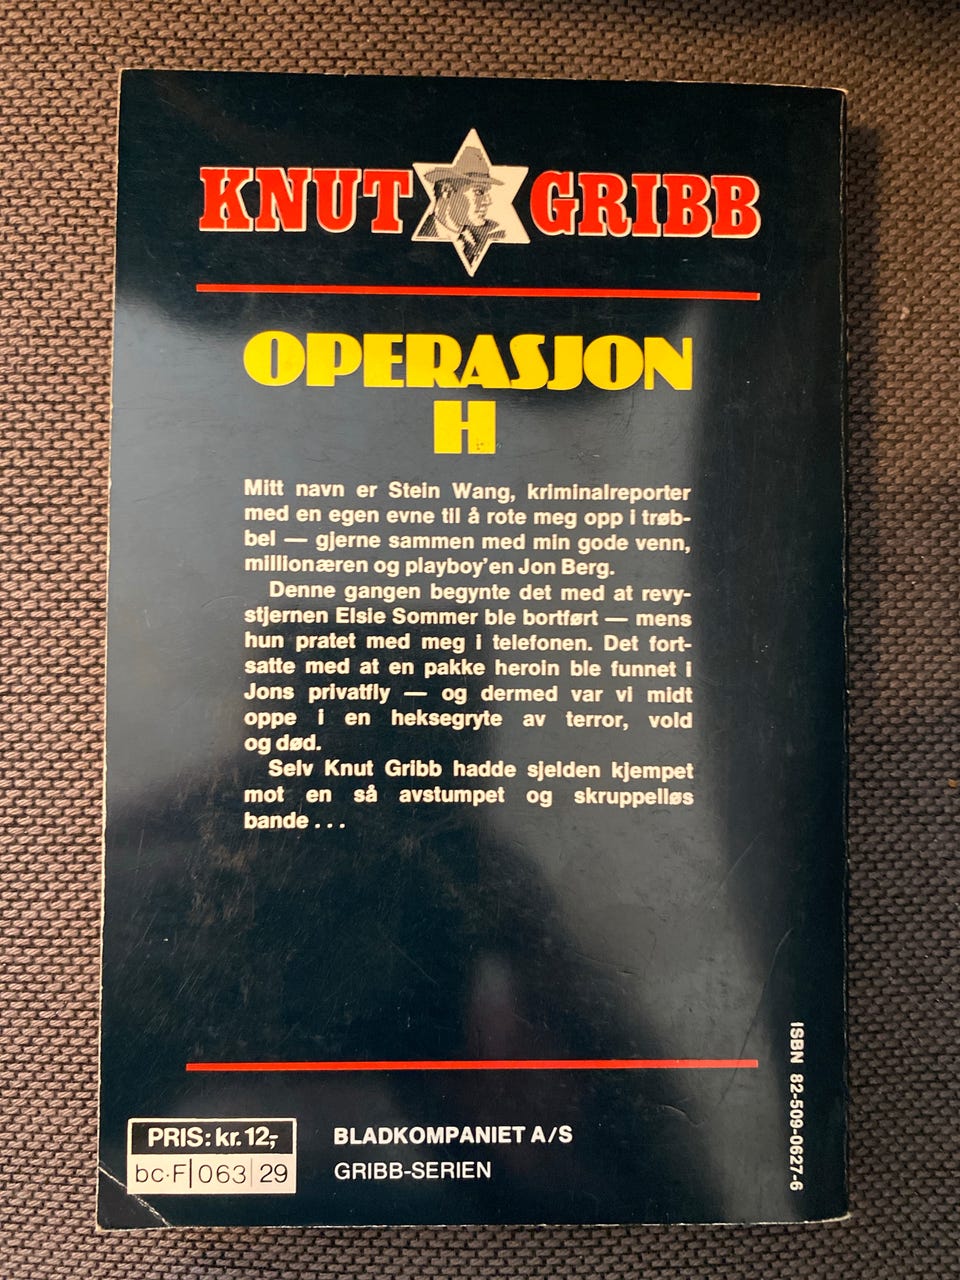 KNUT GRIBB
OPERASJON
H
Mitt navn er Stein Wang, kriminalreporter
med en egen evne til å rote meg opp i trøb-
bel — gjerne sammen med min gode venn,
millionæren og playboy'en Jon Berg.
Denne gangen begynte det med at revy-
stjernen Elsie Sommer ble bortført — mens
hun pratet med meg i telefonen. Det fort-
satte med at en pakke heroin ble funnet i
Jons privatfly — og dermed var vi midt
oppe i en heksegryte av terror, vold
og død.
Selv Knut Gribb hadde sjelden kjempet
mot en så avstumpet og skruppelløs
bande . . .
ISBN 82-509-0627-6
PRIS: kr. 12,-
bc·F|063|29
BLADKOMPANIET A/S
GRIBB-SERIEN